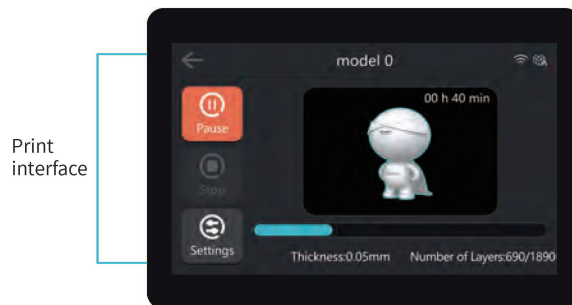 Print
interface
model 0
00 h 40 min
Pause
Stop
Settings
Thickness:0.05mm Number of Layers:690/1890